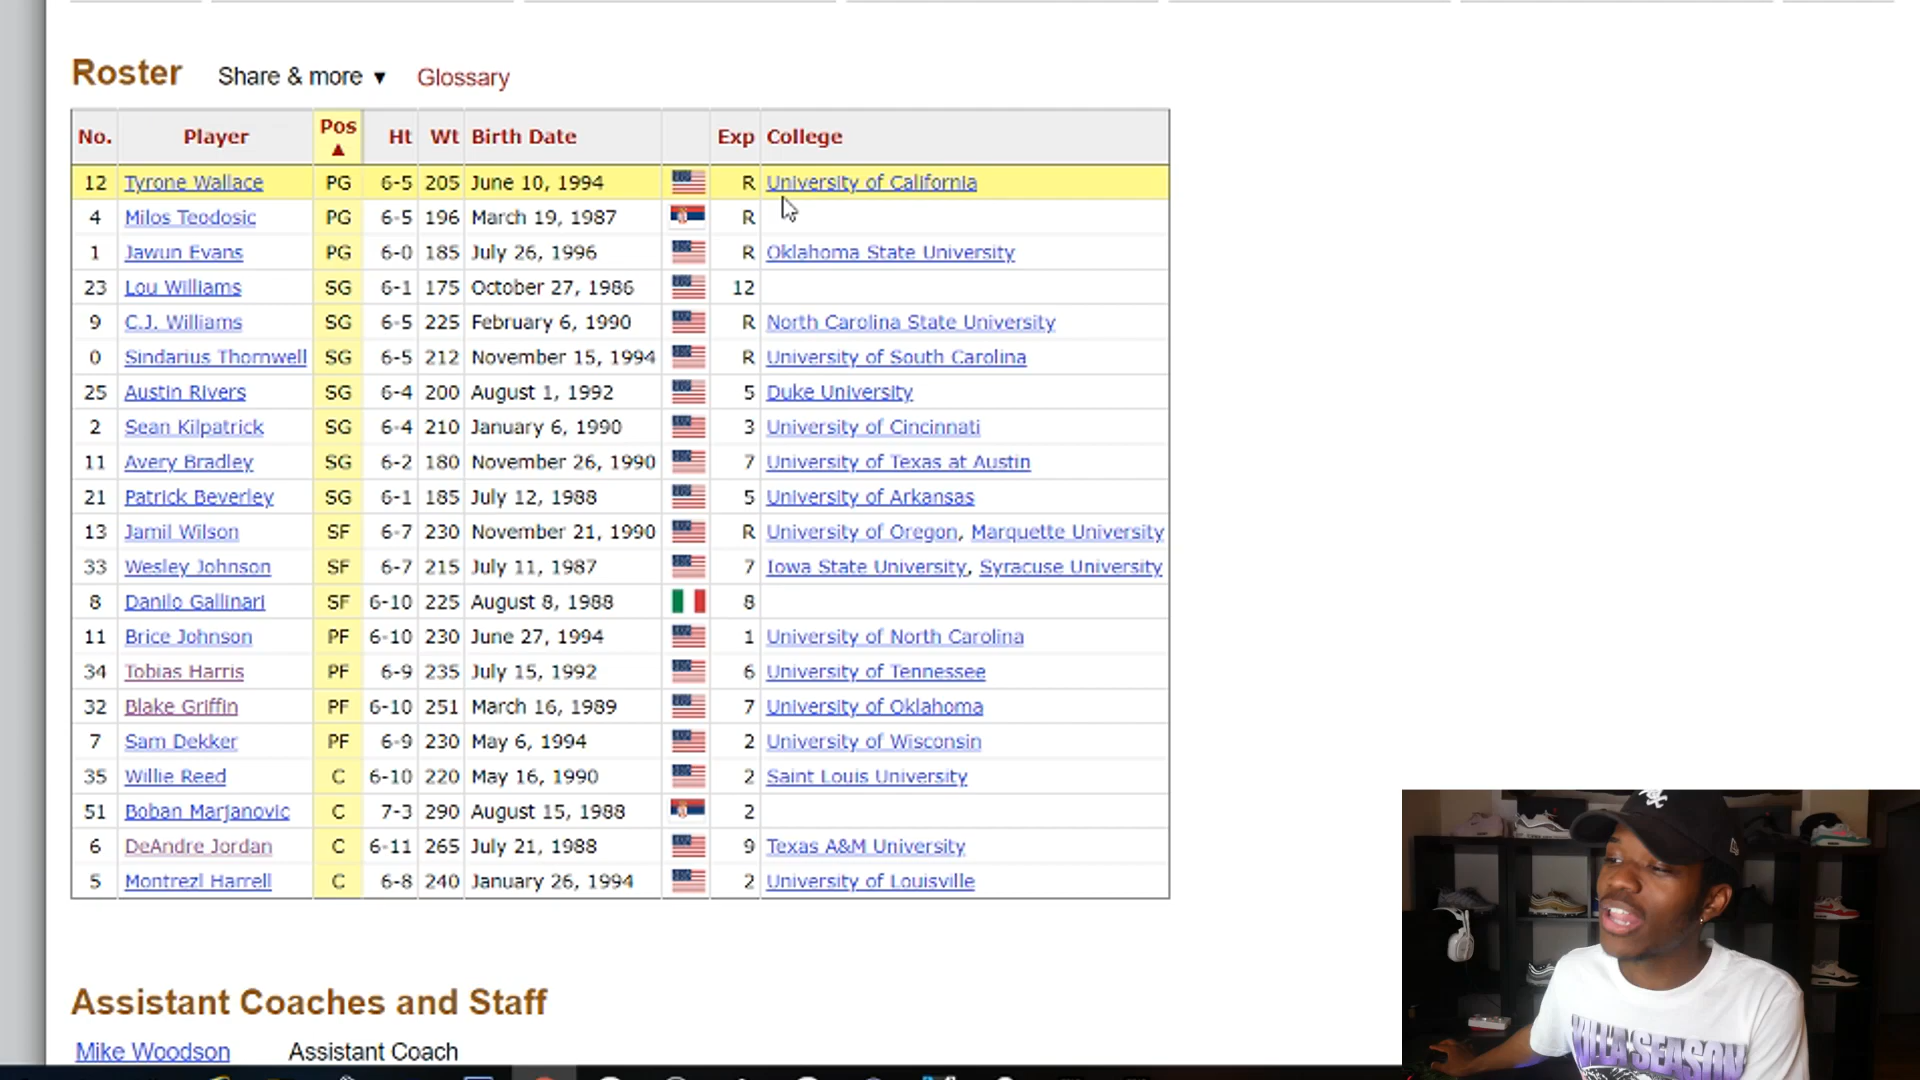 Roster Share & more ▼ Glossary
No. Player Pos ▲ Ht Wt Birth Date Exp College
12 Tyrone Wallace PG 6-5 205 June 10, 1994 R University of California
4 Milos Teodosic PG 6-5 196 March 19, 1987 R
1 Jawun Evans PG 6-0 185 July 26, 1996 R Oklahoma State University
23 Lou Williams SG 6-1 175 October 27, 1986 12
9 C.J. Williams SG 6-5 225 February 6, 1990 R North Carolina State University
0 Sindarius Thornwell SG 6-5 212 November 15, 1994 R University of South Carolina
25 Austin Rivers SG 6-4 200 August 1, 1992 5 Duke University
2 Sean Kilpatrick SG 6-4 210 January 6, 1990 3 University of Cincinnati
11 Avery Bradley SG 6-2 180 November 26, 1990 7 University of Texas at Austin
21 Patrick Beverley SG 6-1 185 July 12, 1988 5 University of Arkansas
13 Jamil Wilson SF 6-7 230 November 21, 1990 R University of Oregon, Marquette University
33 Wesley Johnson SF 6-7 215 July 11, 1987 7 Iowa State University, Syracuse University
8 Danilo Gallinari SF 6-10 225 August 8, 1988 8
11 Brice Johnson PF 6-10 230 June 27, 1994 1 University of North Carolina
34 Tobias Harris PF 6-9 235 July 15, 1992 6 University of Tennessee
32 Blake Griffin PF 6-10 251 March 16, 1989 7 University of Oklahoma
7 Sam Dekker PF 6-9 230 May 6, 1994 2 University of Wisconsin
35 Willie Reed C 6-10 220 May 16, 1990 2 Saint Louis University
51 Boban Marjanovic C 7-3 290 August 15, 1988 2
6 DeAndre Jordan C 6-11 265 July 21, 1988 9 Texas A&M University
5 Montrezl Harrell C 6-8 240 January 26, 1994 2 University of Louisville
Assistant Coaches and Staff
Mike Woodson Assistant Coach
KILLA SEASON